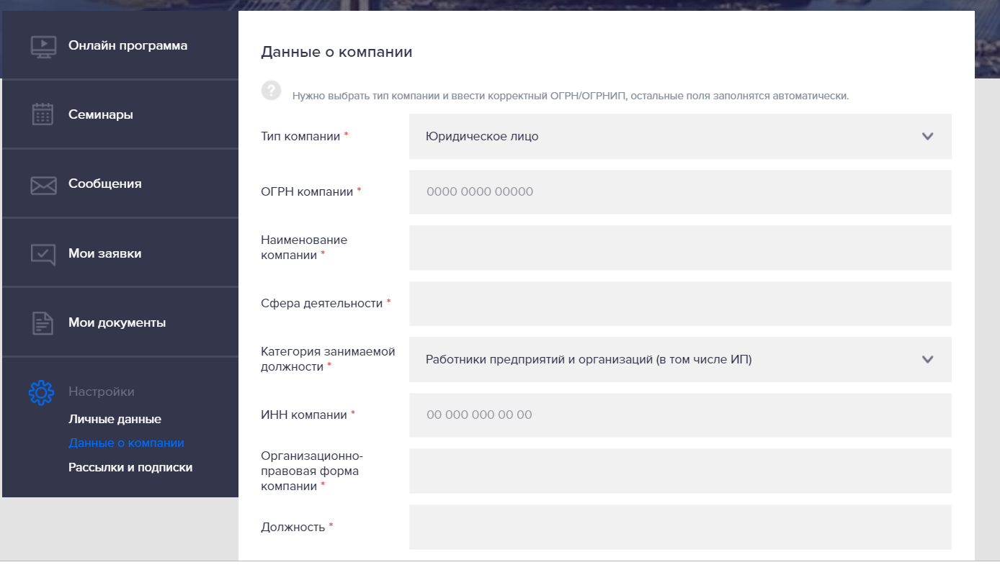 Онлайн программа
Семинары
Сообщения
Мои заявки
Мои документы
Настройки
Личные данные
Данные о компании
Рассылки и подписки
Данные о компании
?
Нужно выбрать тип компании и ввести корректный ОГРН/ОГРНИП, остальные поля заполнятся автоматически.
Тип компании *
Юридическое лицо
ОГРН компании *
0000 0000 00000
Наименование
компании *
Сфера деятельности *
Категория занимаемой
должности *
Работники предприятий и организаций (в том числе ИП)
ИНН компании *
00 000 000 00 00
Организационно-
правовая форма
компании *
Должность *